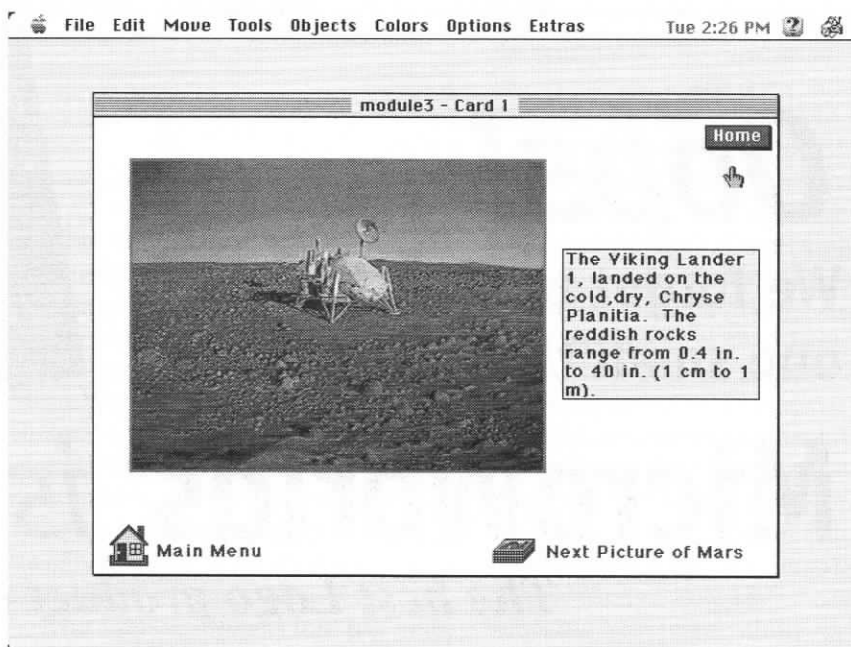 File Edit Move Tools Objects Colors Options Extras Tue 2:26 PM
module3 - Card 1
Home
The Viking Lander
1, landed on the
cold,dry, Chryse
Planitia. The
reddish rocks
range from 0.4 in.
to 40 in. (1 cm to 1
m).
Main Menu
Next Picture of Mars